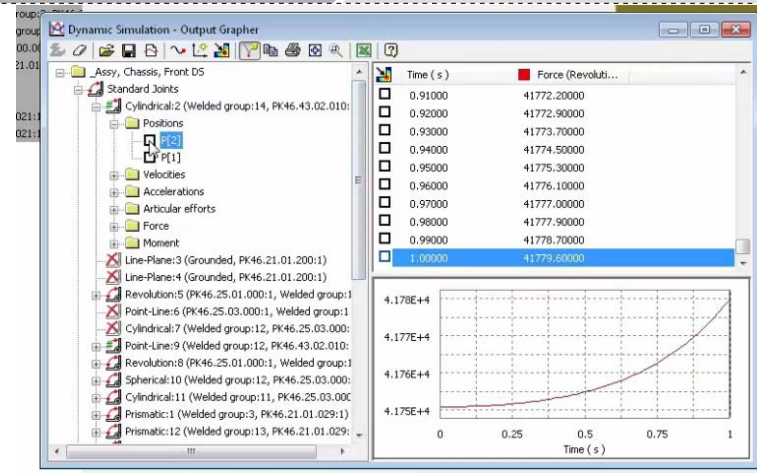 Dynamic Simulation - Output Grapher
_Assy, Chassis, Front DS
Standard Joints
Cylindrical:2 (Welded group:14, PK46.43.02.010:
Positions
P[2]
P[1]
Velocities
Accelerations
Articular efforts
Force
Moment
Line-Plane:3 (Grounded, PK46.21.01.200:1)
Line-Plane:4 (Grounded, PK46.21.01.200:1)
Revolution:5 (PK46.25.01.000:1, Welded group:1
Point-Line:6 (PK46.25.03.000:1, Welded group:1
Cylindrical:7 (Welded group:12, PK46.25.03.000:
Point-Line:9 (Welded group:12, PK46.43.02.010:
Revolution:8 (PK46.25.01.000:1, Welded group:1
Spherical:10 (Welded group:12, PK46.25.03.000:
Cylindrical:11 (Welded group:11, PK46.25.03.000
Prismatic:1 (Welded group:3, PK46.21.01.029:1)
Prismatic:12 (Welded group:13, PK46.21.01.029:
Time ( s ) Force (Revoluti...
0.91000 41772.20000
0.92000 41772.90000
0.93000 41773.70000
0.94000 41774.50000
0.95000 41775.30000
0.96000 41776.10000
0.97000 41777.00000
0.98000 41777.90000
0.99000 41778.70000
1.00000 41779.60000
4.178E+4
4.177E+4
4.176E+4
4.175E+4
0 0.25 0.5 0.75 1
Time ( s )
group
00.00
21.01
021:1
021:1